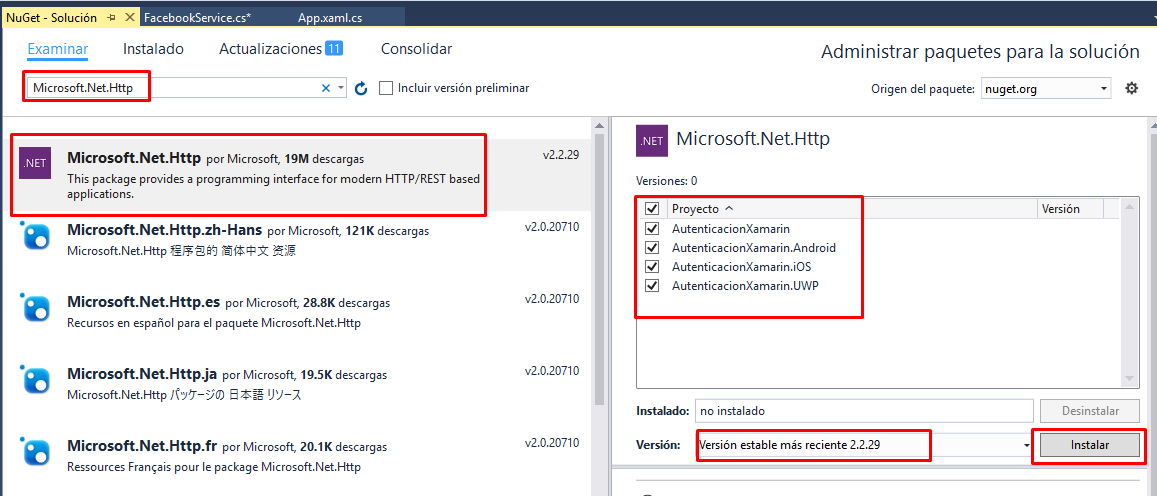 NuGet - Solución
FacebookService.cs*
App.xaml.cs
Examinar
Instalado
Actualizaciones 11
Consolidar
Administrar paquetes para la solución
Microsoft.Net.Http
Incluir versión preliminar
Origen del paquete: nuget.org
.NET
Microsoft.Net.Http por Microsoft, 19M descargas
v2.2.29
This package provides a programming interface for modern HTTP/REST based
applications.
Microsoft.Net.Http.zh-Hans por Microsoft, 121K descargas
v2.0.20710
Microsoft.Net.Http 程序包的 简体中文 资源
Microsoft.Net.Http.es por Microsoft, 28.8K descargas
v2.0.20710
Recursos en español para el paquete Microsoft.Net.Http
Microsoft.Net.Http.ja por Microsoft, 19.5K descargas
v2.0.20710
Microsoft.Net.Http パッケージの 日本語 リソース
Microsoft.Net.Http.fr por Microsoft, 20.1K descargas
v2.0.20710
Ressources Français pour le package Microsoft.Net.Http
.NET
Microsoft.Net.Http
Versiones: 0
Proyecto
Versión
AutenticacionXamarin
AutenticacionXamarin.Android
AutenticacionXamarin.iOS
AutenticacionXamarin.UWP
Instalado: no instalado
Desinstalar
Versión: Versión estable más reciente 2.2.29
Instalar